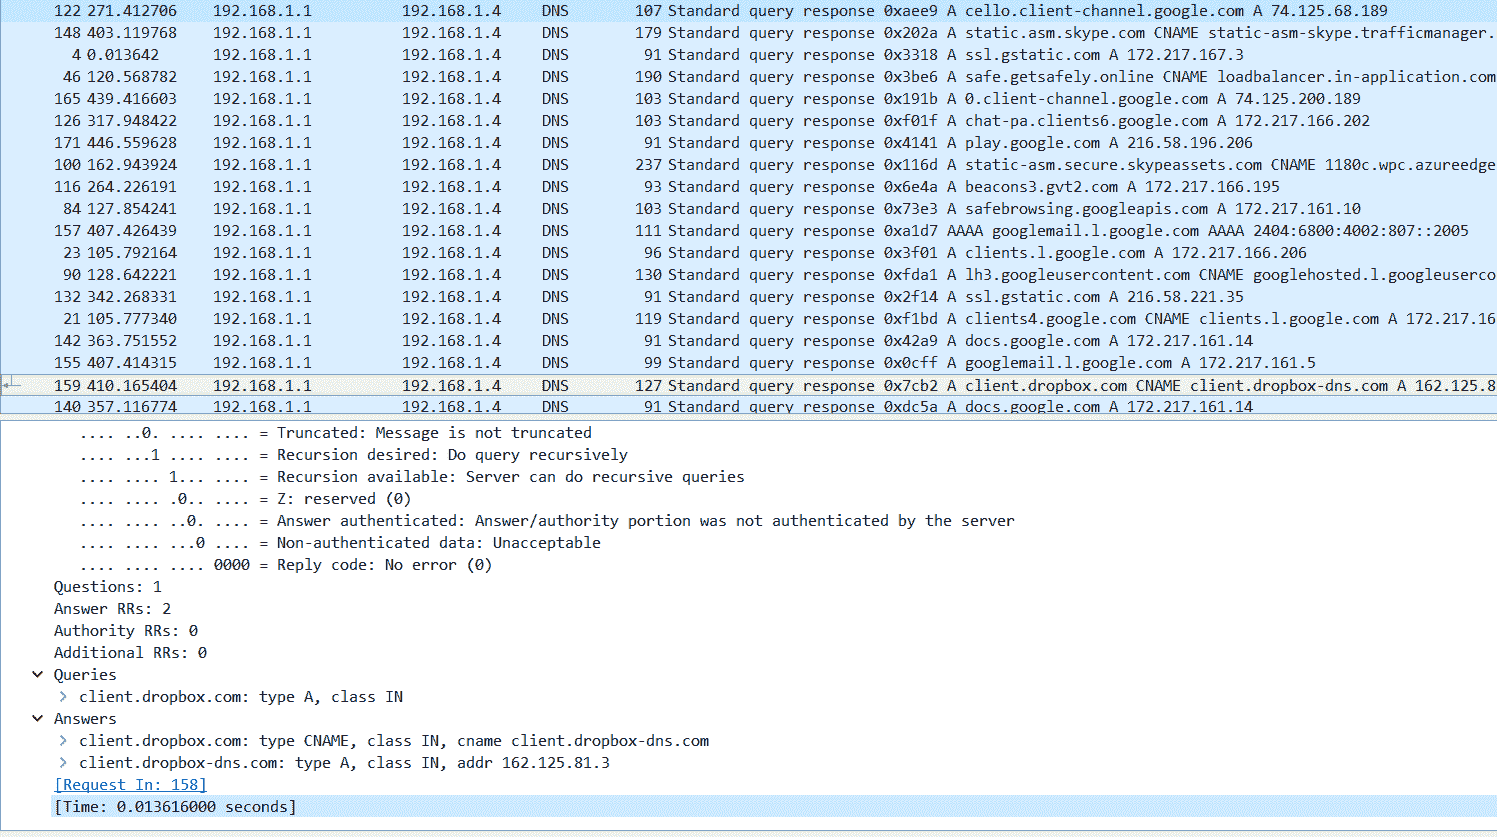 122 271.412706 192.168.1.1 192.168.1.4 DNS 107 Standard query response 0xaee9 A cello.client-channel.google.com A 74.125.68.189
148 403.119768 192.168.1.1 192.168.1.4 DNS 179 Standard query response 0x202a A static.asm.skype.com CNAME static-asm-skype.trafficmanager.
4 0.013642 192.168.1.1 192.168.1.4 DNS 91 Standard query response 0x3318 A ssl.gstatic.com A 172.217.167.3
46 120.568782 192.168.1.1 192.168.1.4 DNS 190 Standard query response 0x3be6 A safe.getsafely.online CNAME loadbalancer.in-application.com
165 439.416603 192.168.1.1 192.168.1.4 DNS 103 Standard query response 0x191b A 0.client-channel.google.com A 74.125.200.189
126 317.948422 192.168.1.1 192.168.1.4 DNS 103 Standard query response 0xf01f A chat-pa.clients6.google.com A 172.217.166.202
171 446.559628 192.168.1.1 192.168.1.4 DNS 91 Standard query response 0x4141 A play.google.com A 216.58.196.206
100 162.943924 192.168.1.1 192.168.1.4 DNS 237 Standard query response 0x116d A static-asm.secure.skypeassets.com CNAME 1180c.wpc.azureedge
116 264.226191 192.168.1.1 192.168.1.4 DNS 93 Standard query response 0x6e4a A beacons3.gvt2.com A 172.217.166.195
84 127.854241 192.168.1.1 192.168.1.4 DNS 103 Standard query response 0x73e3 A safebrowsing.googleapis.com A 172.217.161.10
157 407.426439 192.168.1.1 192.168.1.4 DNS 111 Standard query response 0xa1d7 AAAA googlemail.l.google.com AAAA 2404:6800:4002:807::2005
23 105.792164 192.168.1.1 192.168.1.4 DNS 96 Standard query response 0x3f01 A clients.l.google.com A 172.217.166.206
90 128.642221 192.168.1.1 192.168.1.4 DNS 130 Standard query response 0xfda1 A lh3.googleusercontent.com CNAME googlehosted.l.googleuserco
132 342.268331 192.168.1.1 192.168.1.4 DNS 91 Standard query response 0x2f14 A ssl.gstatic.com A 216.58.221.35
21 105.777340 192.168.1.1 192.168.1.4 DNS 119 Standard query response 0xf1bd A clients4.google.com CNAME clients.l.google.com A 172.217.16
142 363.751552 192.168.1.1 192.168.1.4 DNS 91 Standard query response 0x42a9 A docs.google.com A 172.217.161.14
155 407.414315 192.168.1.1 192.168.1.4 DNS 99 Standard query response 0x0cff A googlemail.l.google.com A 172.217.161.5
159 410.165404 192.168.1.1 192.168.1.4 DNS 127 Standard query response 0x7cb2 A client.dropbox.com CNAME client.dropbox-dns.com A 162.125.8
140 357.116774 192.168.1.1 192.168.1.4 DNS 91 Standard query response 0xdc5a A docs.google.com A 172.217.161.14
.... ..0. .... .... = Truncated: Message is not truncated
.... ...1 .... .... = Recursion desired: Do query recursively
.... .... 1... .... = Recursion available: Server can do recursive queries
.... .... .0.. .... = Z: reserved (0)
.... .... ..0. .... = Answer authenticated: Answer/authority portion was not authenticated by the server
.... .... ...0 .... = Non-authenticated data: Unacceptable
.... .... .... 0000 = Reply code: No error (0)
Questions: 1
Answer RRs: 2
Authority RRs: 0
Additional RRs: 0
Queries
client.dropbox.com: type A, class IN
Answers
client.dropbox.com: type CNAME, class IN, cname client.dropbox-dns.com
client.dropbox-dns.com: type A, class IN, addr 162.125.81.3
[Request In: 158]
[Time: 0.013616000 seconds]